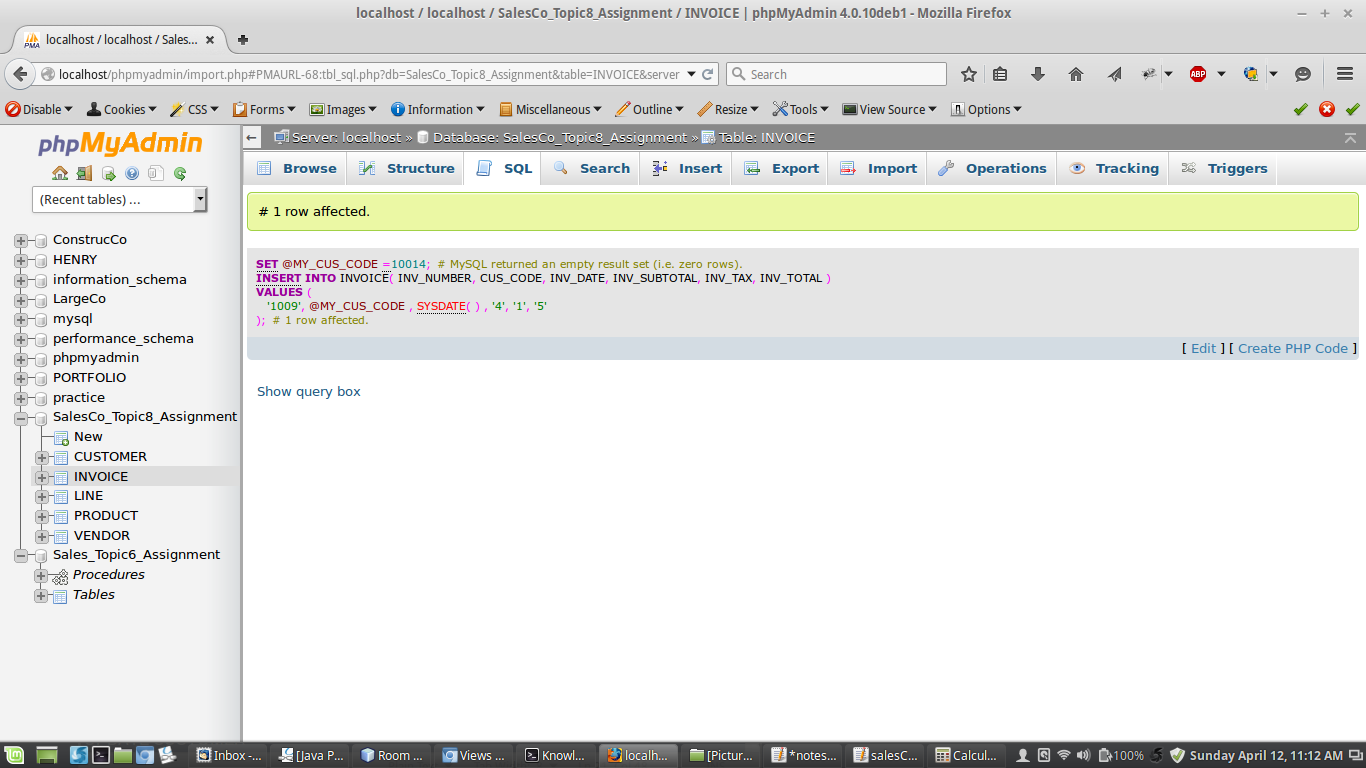 localhost / localhost / SalesCo_Topic8_Assignment / INVOICE | phpMyAdmin 4.0.10deb1 - Mozilla Firefox
PMA localhost / localhost / Sales...
localhost/phpmyadmin/import.php#PMAURL-68:tbl_sql.php?db=SalesCo_Topic8_Assignment&table=INVOICE&server
Search
ABP
Disable Cookies CSS Forms Images Information Miscellaneous Outline Resize Tools View Source Options
phpMyAdmin
(Recent tables) ...
ConstrucCo
HENRY
information_schema
LargeCo
mysql
performance_schema
phpmyadmin
PORTFOLIO
practice
SalesCo_Topic8_Assignment
New
CUSTOMER
INVOICE
LINE
PRODUCT
VENDOR
Sales_Topic6_Assignment
Procedures
Tables
Server: localhost » Database: SalesCo_Topic8_Assignment » Table: INVOICE
Browse Structure SQL Search Insert Export Import Operations Tracking Triggers
# 1 row affected.
SET @MY_CUS_CODE =10014; # MySQL returned an empty result set (i.e. zero rows).
INSERT INTO INVOICE( INV_NUMBER, CUS_CODE, INV_DATE, INV_SUBTOTAL, INV_TAX, INV_TOTAL )
VALUES (
'1009', @MY_CUS_CODE , SYSDATE( ) , '4', '1', '5'
); # 1 row affected.
[ Edit ] [ Create PHP Code ]
Show query box
Inbox -... [Java P... Room ... Views ... Knowl... localh... [Pictur... *notes... salesC... Calcul... 100% Sunday April 12, 11:12 AM